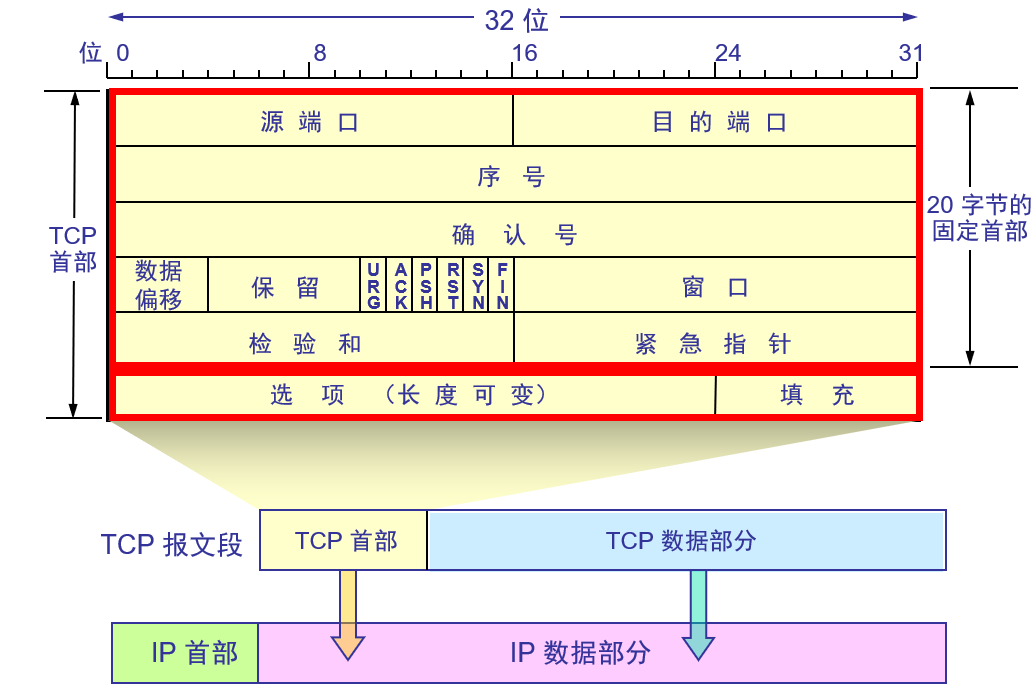 32 位
位 0 8 16 24 31
源端口 目的端口
序号
确认号
数据
偏移
保留
URG
ACK
PSH
RST
SYN
FIN
窗口
检验和 紧急指针
选项 (长度可变) 填充
TCP
首部
20 字节的
固定首部
TCP 报文段 TCP 首部 TCP 数据部分
IP 首部 IP 数据部分